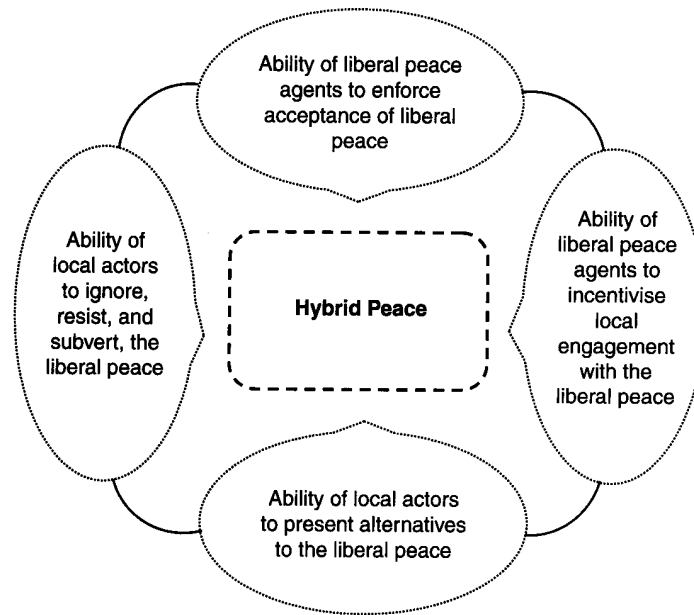 Ability of liberal peace
agents to enforce
acceptance of liberal
peace
Ability of
local actors
to ignore,
resist, and
subvert, the
liberal peace
Hybrid Peace
Ability of
liberal peace
agents to
incentivise
local
engagement
with the
liberal peace
Ability of local actors
to present alternatives
to the liberal peace